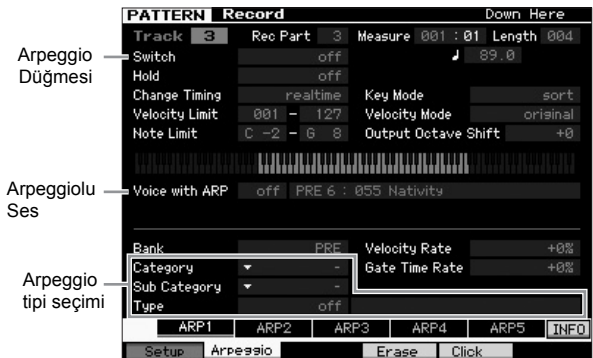 PATTERN Record Down Here
Track 3 Rec Part 3 Measure 001 : 01 Length 004
Arpeggio Düğmesi
Switch off 89.0
Hold off
Change Timing realtime Key Mode sort
Velocity Limit 001 - 127 Velocity Mode original
Note Limit C -2 - G 8 Output Octave Shift +0
Arpeggiolu Ses
Voice with ARP off PRE 6 : 055 Nativity
Bank PRE Velocity Rate +0%
Category - Gate Time Rate +0%
Arpeggio tipi seçimi
Sub Category -
Type off
ARP1 ARP2 ARP3 ARP4 ARP5 INFO
Setup Arpeggio Erase Click